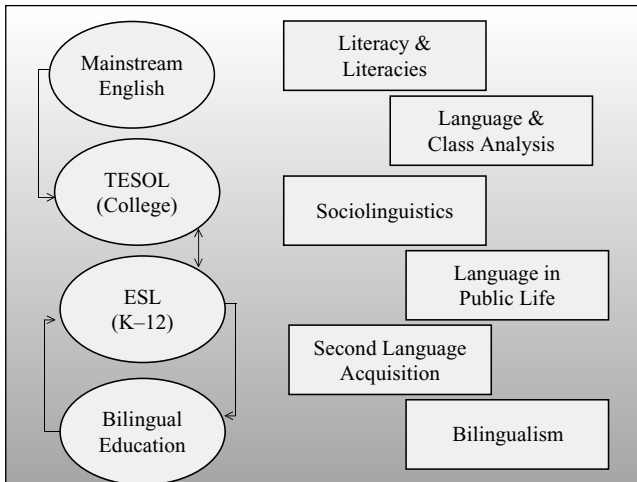 Mainstream
English
TESOL
(College)
ESL
(K–12)
Bilingual
Education
Literacy &
Literacies
Language &
Class Analysis
Sociolinguistics
Language in
Public Life
Second Language
Acquisition
Bilingualism